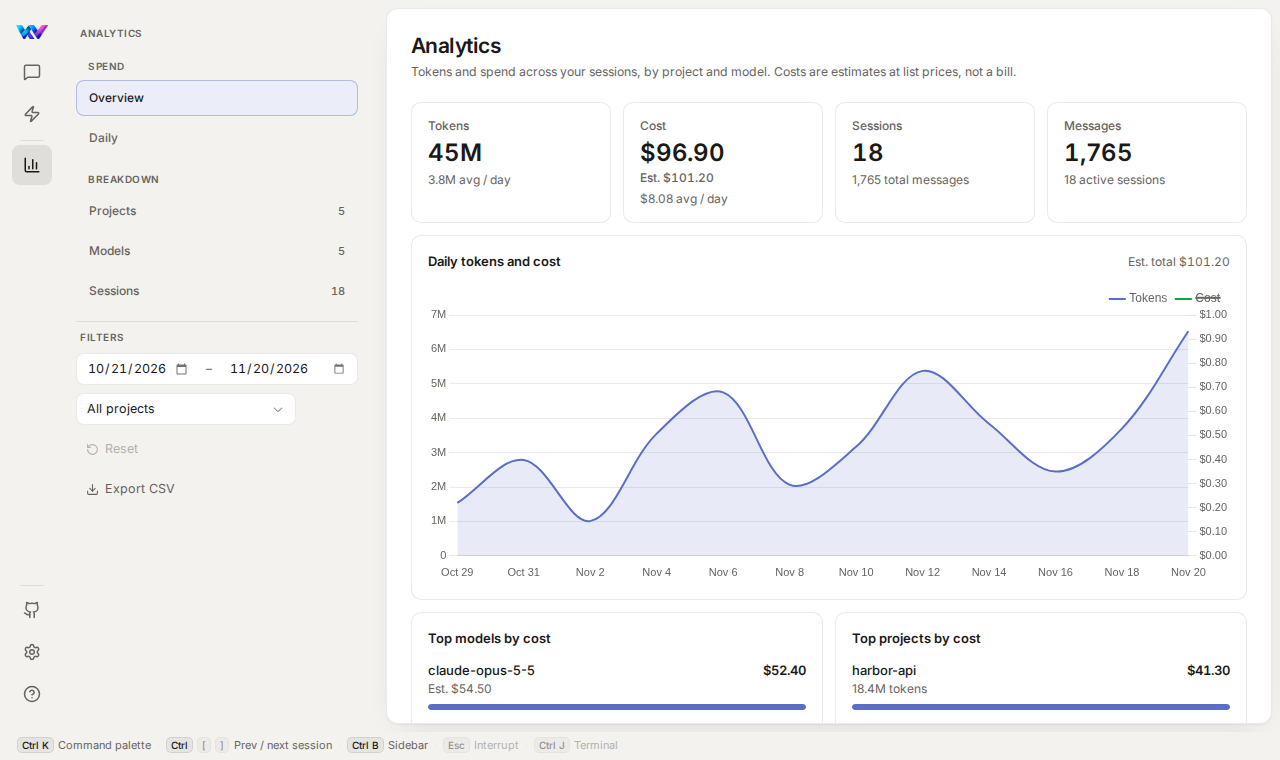 ANALYTICS
SPEND
Overview
Daily
BREAKDOWN
Projects 5
Models 5
Sessions 18
FILTERS
10/21/2026 – 11/20/2026
All projects
Reset
Export CSV
Analytics
Tokens and spend across your sessions, by project and model. Costs are estimates at list prices, not a bill.
Tokens
45M
3.8M avg / day
Cost
$96.90
Est. $101.20
$8.08 avg / day
Sessions
18
1,765 total messages
Messages
1,765
18 active sessions
Daily tokens and cost Est. total $101.20
Tokens Cost
7M $1.00
$0.90
6M
$0.80
5M
$0.70
4M
$0.60
$0.50
3M
$0.40
$0.30
2M
$0.20
1M
$0.10
0 $0.00
Oct 29 Oct 31 Nov 2 Nov 4 Nov 6 Nov 8 Nov 10 Nov 12 Nov 14 Nov 16 Nov 18 Nov 20
Top models by cost
claude-opus-5-5 $52.40
Est. $54.50
Top projects by cost
harbor-api $41.30
18.4M tokens
Ctrl K Command palette Ctrl [ ] Prev / next session Ctrl B Sidebar Esc Interrupt Ctrl J Terminal